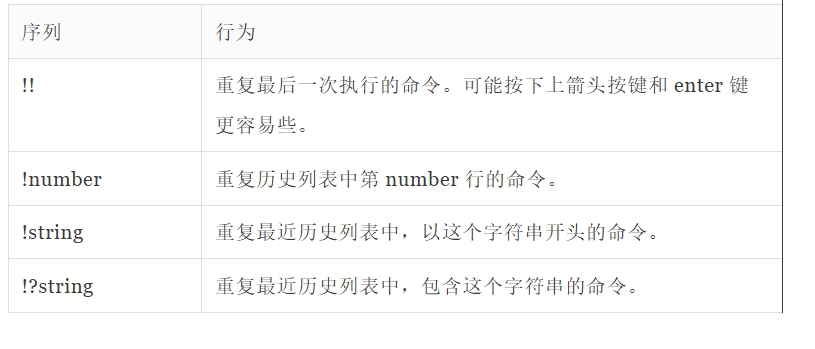 序列 行为
!! 重复最后一次执行的命令。可能按下上箭头按键和 enter 键
更容易些。
!number 重复历史列表中第 number 行的命令。
!string 重复最近历史列表中，以这个字符串开头的命令。
!?string 重复最近历史列表中，包含这个字符串的命令。